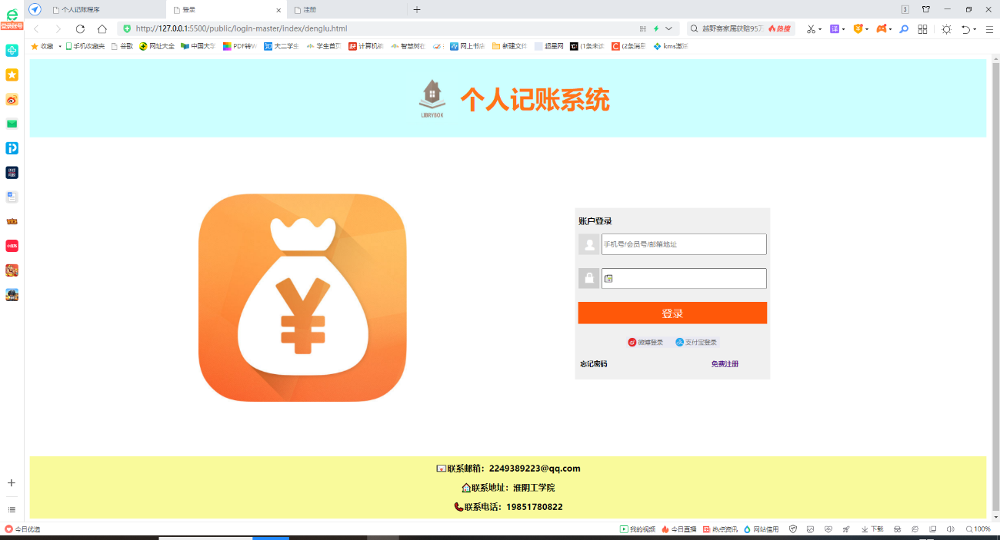 个人记账程序 登录 注册 3
登录账号
http://127.0.0.1:5500/public/login-master/index/denglu.html 越野赛家属获赔95万 热搜
收藏 手机收藏夹 谷歌 网址大全 中国大学 PDF转W 大二学生 学生首页 计算机编 智慧树在 网上书店 新建文件 超星网 (1条未读 (2条消息 kms激活
LIBRYBOX
个人记账系统
账户登录
手机号/会员号/邮箱地址
登录
微博登录 支付宝登录
忘记密码 免费注册
联系邮箱：2249389223@qq.com
联系地址：淮阴工学院
联系电话：19851780822
今日优选 我的视频 今日直播 热点资讯 网站信用 下载 100%